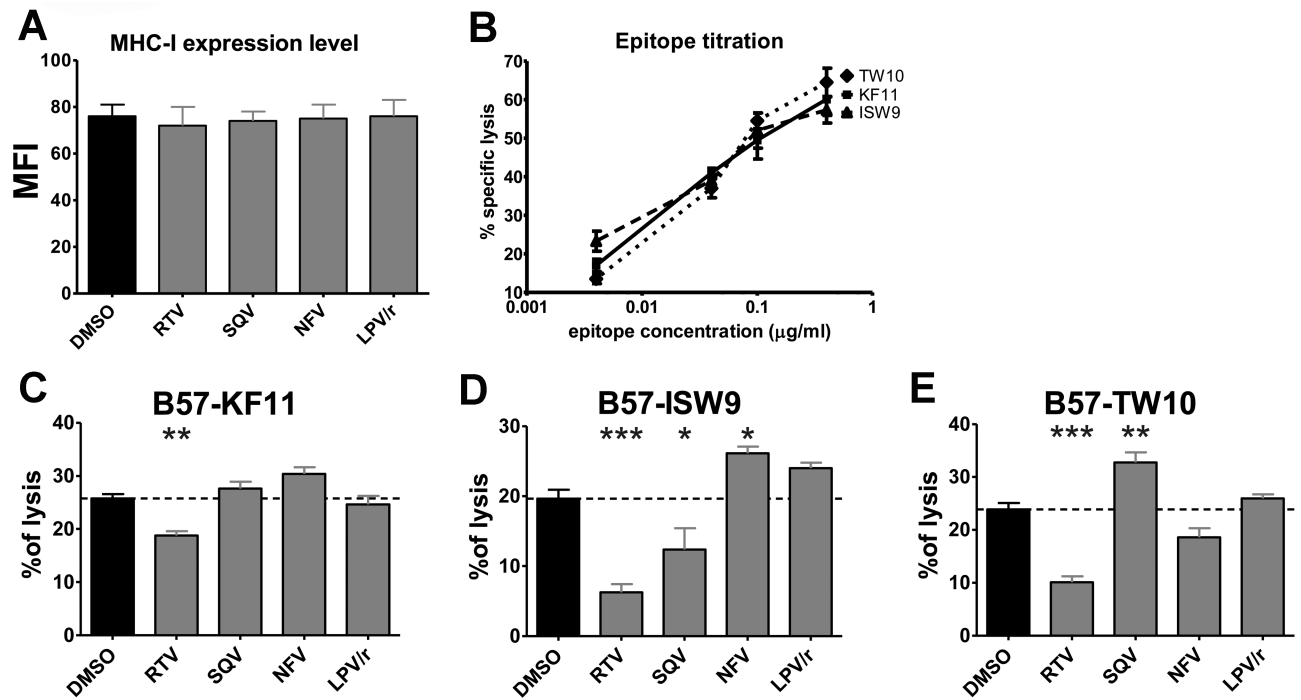 A
MHC-I expression level
100
80
60
40
20
0
MFI
DMSO
RTV
SQV
NFV
LPV/r
B
Epitope titration
70
60
50
40
30
20
10
% specific lysis
0.001
0.01
0.1
1
epitope concentration (μg/ml)
TW10
KF11
ISW9
C
B57-KF11
**
40
30
20
10
0
%of lysis
DMSO
RTV
SQV
NFV
LPV/r
D
B57-ISW9
***
*
*
30
20
10
0
%of lysis
DMSO
RTV
SQV
NFV
LPV/r
E
B57-TW10
***
**
40
30
20
10
0
%of lysis
DMSO
RTV
SQV
NFV
LPV/r